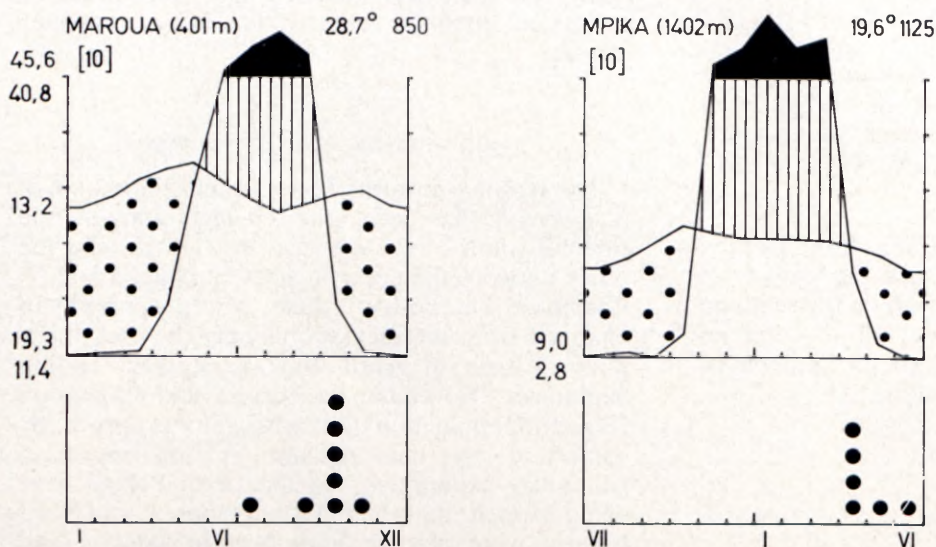 MAROUA (401m) 28,7° 850
45,6 [10]
40,8
13,2
19,3
11,4
I VI XII
MPIKA (1402m) 19,6° 1125
[10]
9,0
2,8
VII I VI